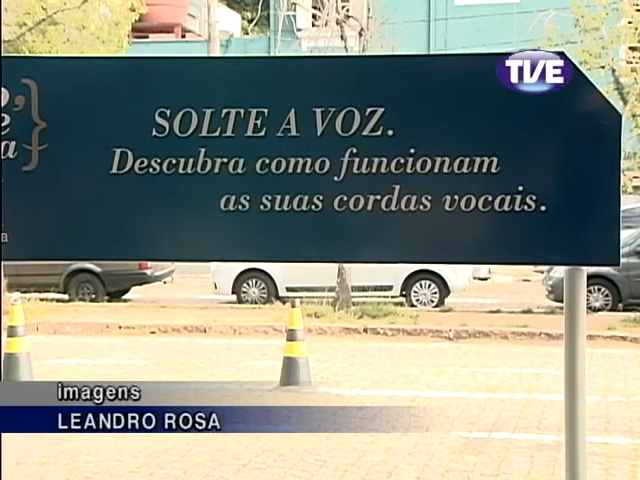 TVE
SOLTE A VOZ.
Descubra como funcionam
as suas cordas vocais.
imagens
LEANDRO ROSA